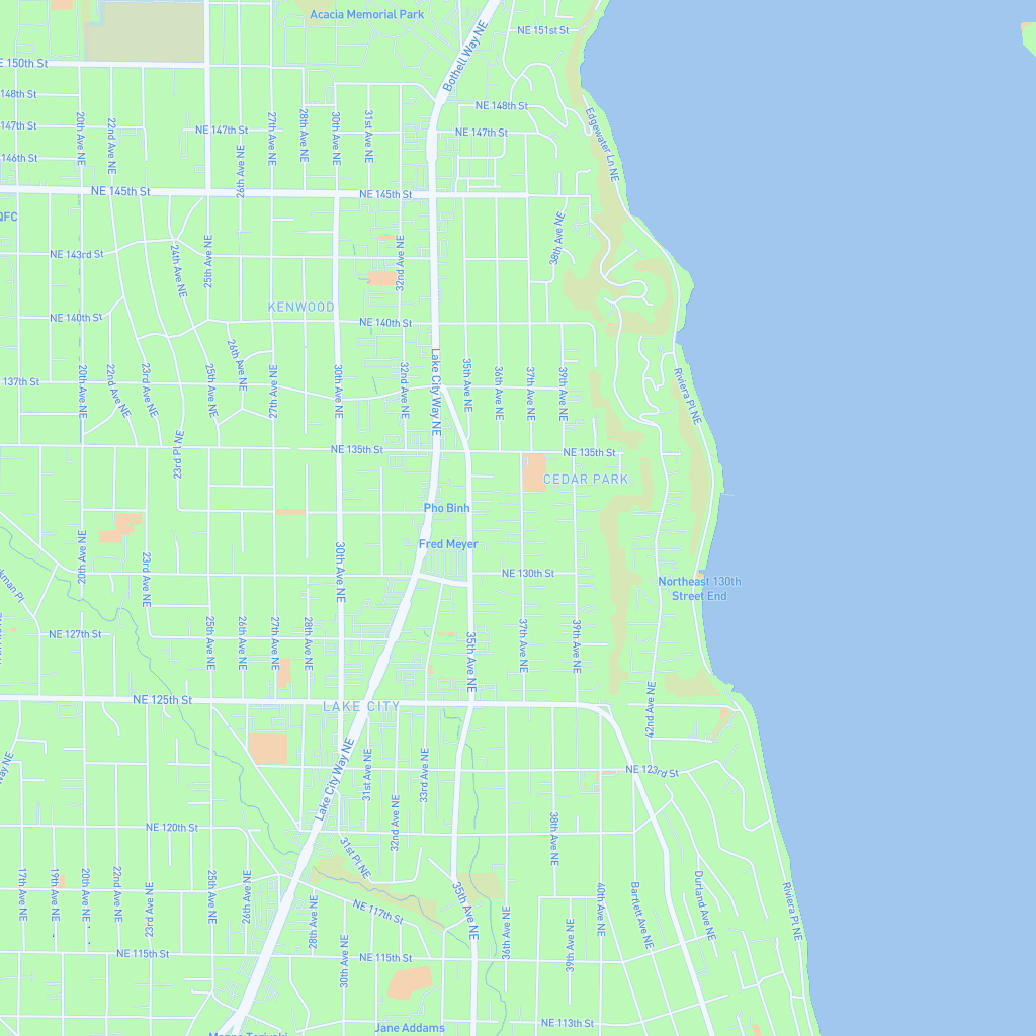 Acacia Memorial Park
Bothell Way NE
NE 151st St
NE 150th St
148th St
20th Ave NE
22nd Ave NE
27th Ave NE
28th Ave NE
30th Ave NE
31st Ave NE
NE 148th St
Edgewater Ln NE
147th St
NE 147th St
NE 147th St
146th St
26th Ave NE
NE 145th St
NE 145th St
QFC
38th Ave NE
NE 143rd St
24th Ave NE
25th Ave NE
32nd Ave NE
KENWOOD
NE 140th St
NE 140th St
26th Ave NE
Lake City Way NE
137th St
20th Ave NE
22nd Ave NE
23rd Ave NE
25th Ave NE
27th Ave NE
30th Ave NE
32nd Ave NE
35th Ave NE
36th Ave NE
37th Ave NE
39th Ave NE
Riviera Pl NE
23rd Pl NE
NE 135th St
NE 135th St
CEDAR PARK
Pho Binh
Fred Meyer
20th Ave NE
23rd Ave NE
30th Ave NE
NE 130th St
Northeast 130th
Street End
kman Pl
NE 127th St
25th Ave NE
26th Ave NE
27th Ave NE
28th Ave NE
35th Ave NE
37th Ave NE
39th Ave NE
42nd Ave NE
NE 125th St
LAKE CITY
Way NE
Lake City Way NE
31st Ave NE
33rd Ave NE
NE 123rd St
32nd Ave NE
38th Ave NE
NE 120th St
31st Pl NE
17th Ave NE
19th Ave NE
20th Ave NE
22nd Ave NE
23rd Ave NE
25th Ave NE
26th Ave NE
28th Ave NE
NE 117th St
35th Ave NE
36th Ave NE
40th Ave NE
39th Ave NE
Bartlett Ave NE
Durland Ave NE
Riviera Pl NE
30th Ave NE
NE 115th St
NE 115th St
Jane Addams
NE 113th St